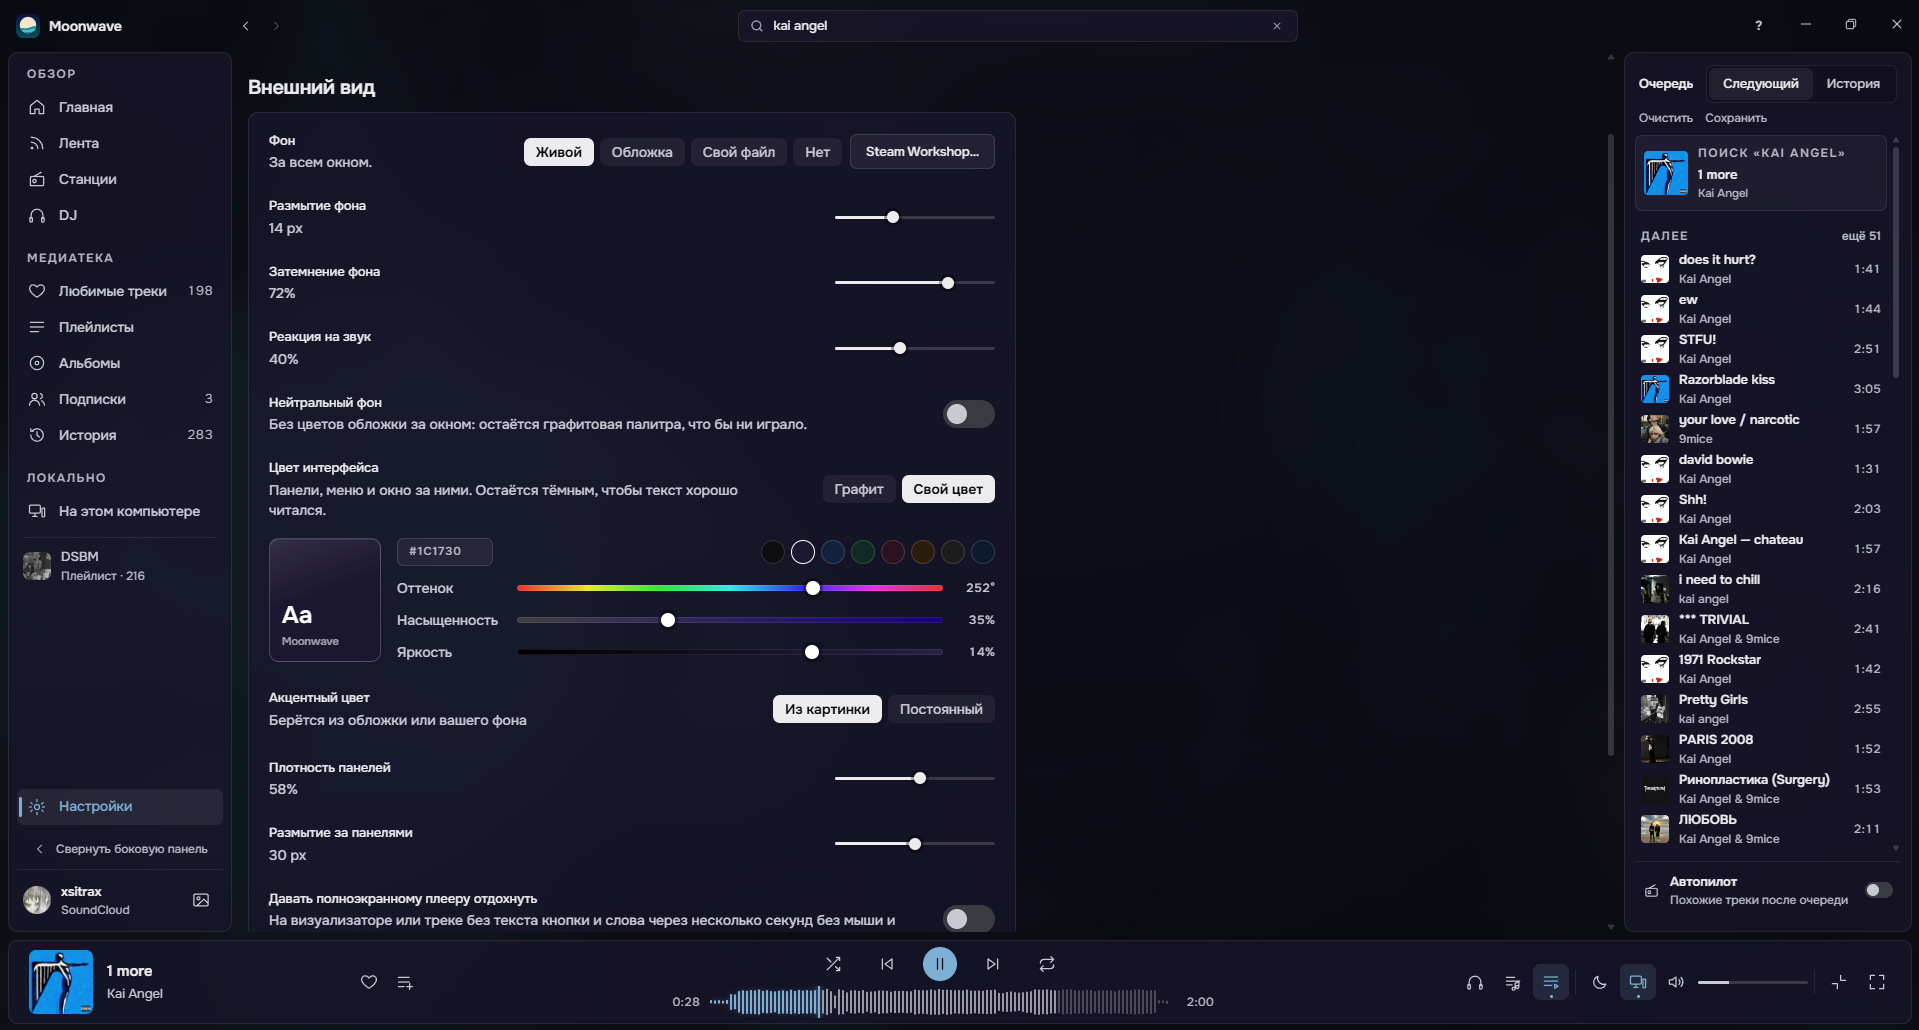 Moonwave
kai angel
?
ОБЗОР
Главная
Лента
Станции
DJ
МЕДИАТЕКА
Любимые треки 198
Плейлисты
Альбомы
Подписки 3
История 283
ЛОКАЛЬНО
На этом компьютере
DSBM
Плейлист · 216
Настройки
Свернуть боковую панель
xsitrax
SoundCloud
Внешний вид
Фон
За всем окном.
Живой Обложка Свой файл Нет Steam Workshop...
Размытие фона
14 px
Затемнение фона
72%
Реакция на звук
40%
Нейтральный фон
Без цветов обложки за окном: остаётся графитовая палитра, что бы ни играло.
Цвет интерфейса
Панели, меню и окно за ними. Остаётся тёмным, чтобы текст хорошо
читался.
Графит Свой цвет
Aa
Moonwave
#1C1730
Оттенок 252°
Насыщенность 35%
Яркость 14%
Акцентный цвет
Берётся из обложки или вашего фона
Из картинки Постоянный
Плотность панелей
58%
Размытие за панелями
30 px
Давать полноэкранному плееру отдохнуть
На визуализаторе или треке без текста кнопки и слова через несколько секунд без мыши и
Очередь Следующий История
Очистить Сохранить
ПОИСК «KAI ANGEL»
1 more
Kai Angel
ДАЛЕЕ ещё 51
does it hurt?
Kai Angel
1:41
ew
Kai Angel
1:44
STFU!
Kai Angel
2:51
Razorblade kiss
Kai Angel
3:05
your love / narcotic
9mice
1:57
david bowie
Kai Angel
1:31
Shh!
Kai Angel
2:03
Kai Angel — chateau
Kai Angel
1:57
i need to chill
kai angel
2:16
*** TRIVIAL
Kai Angel & 9mice
2:41
1971 Rockstar
Kai Angel
1:42
Pretty Girls
kai angel
2:55
PARIS 2008
Kai Angel
1:52
Ринопластика (Surgery)
Kai Angel & 9mice
1:53
ЛЮБОВЬ
Kai Angel & 9mice
2:11
Автопилот
Похожие треки после очереди
1 more
Kai Angel
0:28
2:00